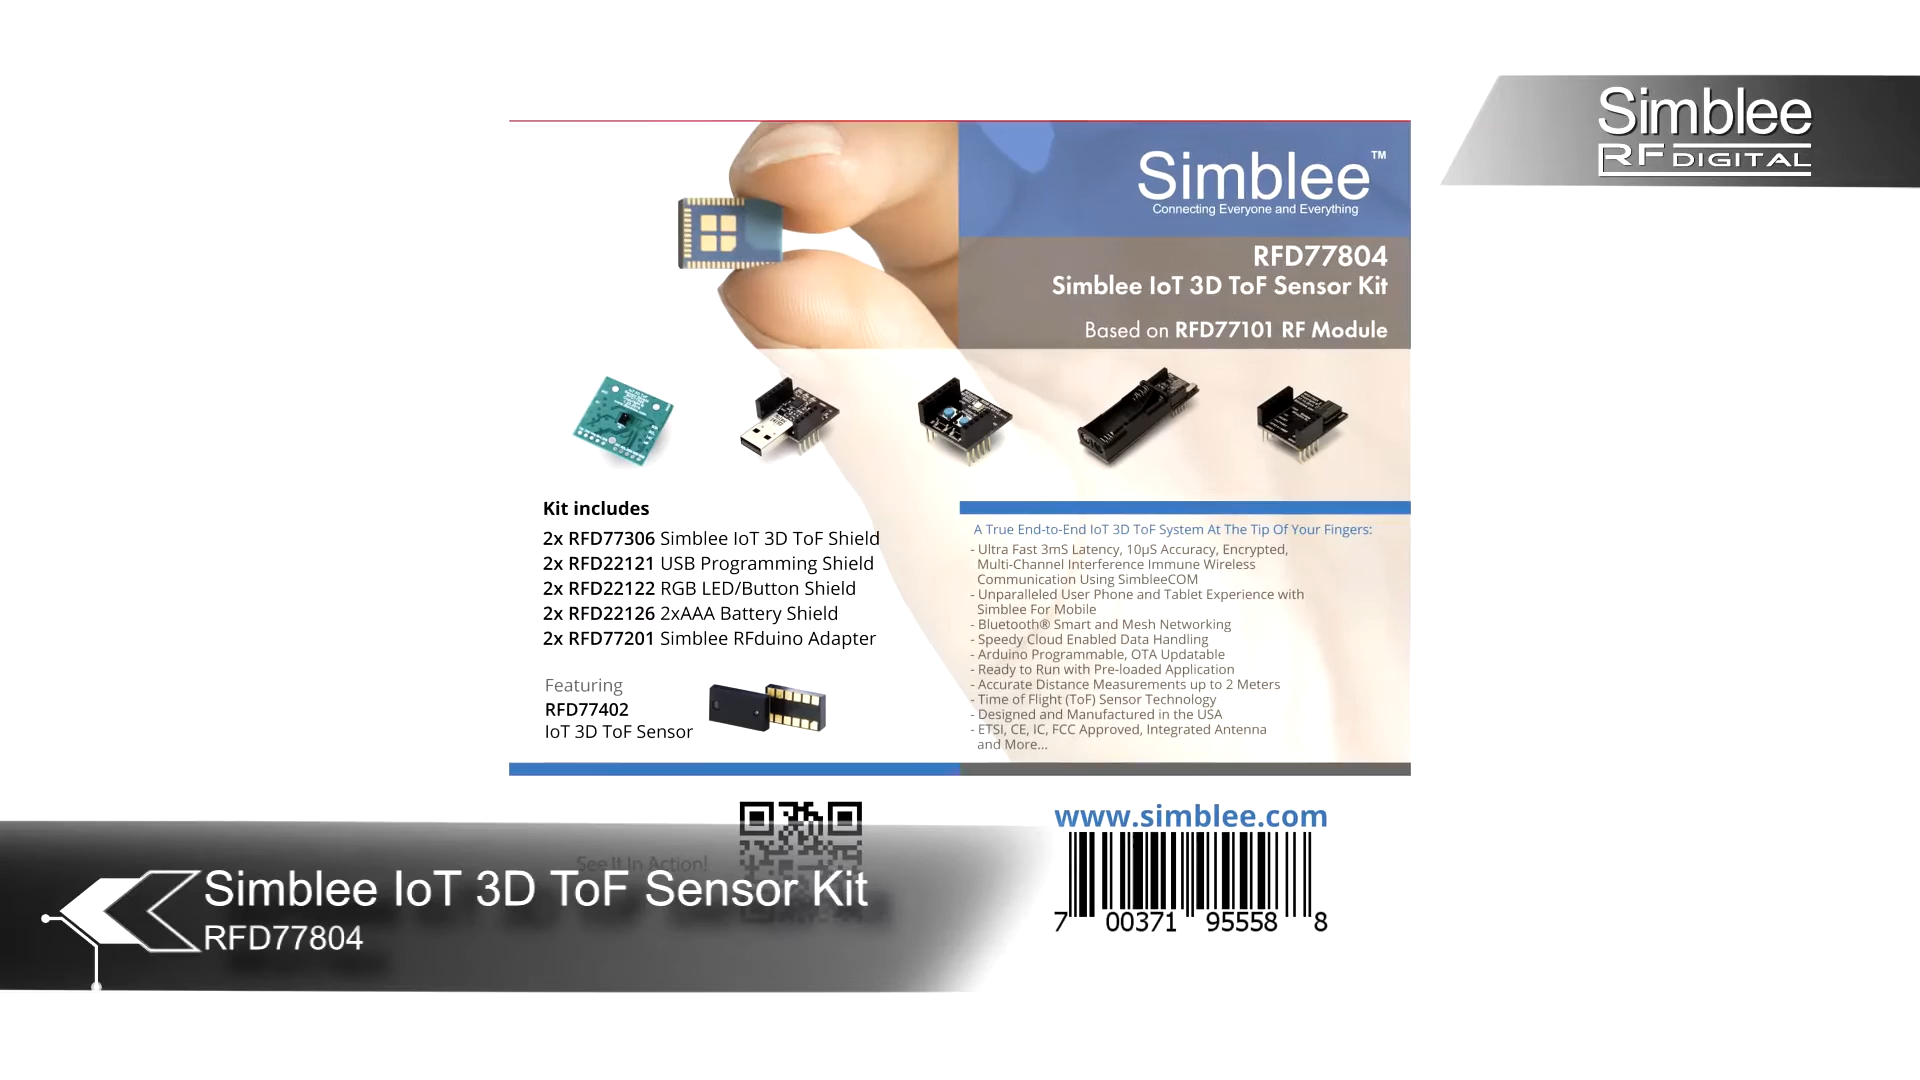 Simblee
RF DIGITAL
Simblee™
Connecting Everyone and Everything
RFD77804
Simblee IoT 3D ToF Sensor Kit
Based on RFD77101 RF Module
Kit includes
2x RFD77306 Simblee IoT 3D ToF Shield
2x RFD22121 USB Programming Shield
2x RFD22122 RGB LED/Button Shield
2x RFD22126 2xAAA Battery Shield
2x RFD77201 Simblee RFduino Adapter
Featuring
RFD77402
IoT 3D ToF Sensor
A True End-to-End IoT 3D ToF System At The Tip Of Your Fingers:
- Ultra Fast 3mS Latency, 10µS Accuracy, Encrypted,
Multi-Channel Interference Immune Wireless
Communication Using SimbleeCOM
- Unparalleled User Phone and Tablet Experience with
Simblee For Mobile
- Bluetooth® Smart and Mesh Networking
- Speedy Cloud Enabled Data Handling
- Arduino Programmable, OTA Updatable
- Ready to Run with Pre-loaded Application
- Accurate Distance Measurements up to 2 Meters
- Time of Flight (ToF) Sensor Technology
- Designed and Manufactured in the USA
- ETSI, CE, IC, FCC Approved, Integrated Antenna
and More...
See It In Action!
www.simblee.com
7 00371 95558 8
Simblee IoT 3D ToF Sensor Kit
RFD77804